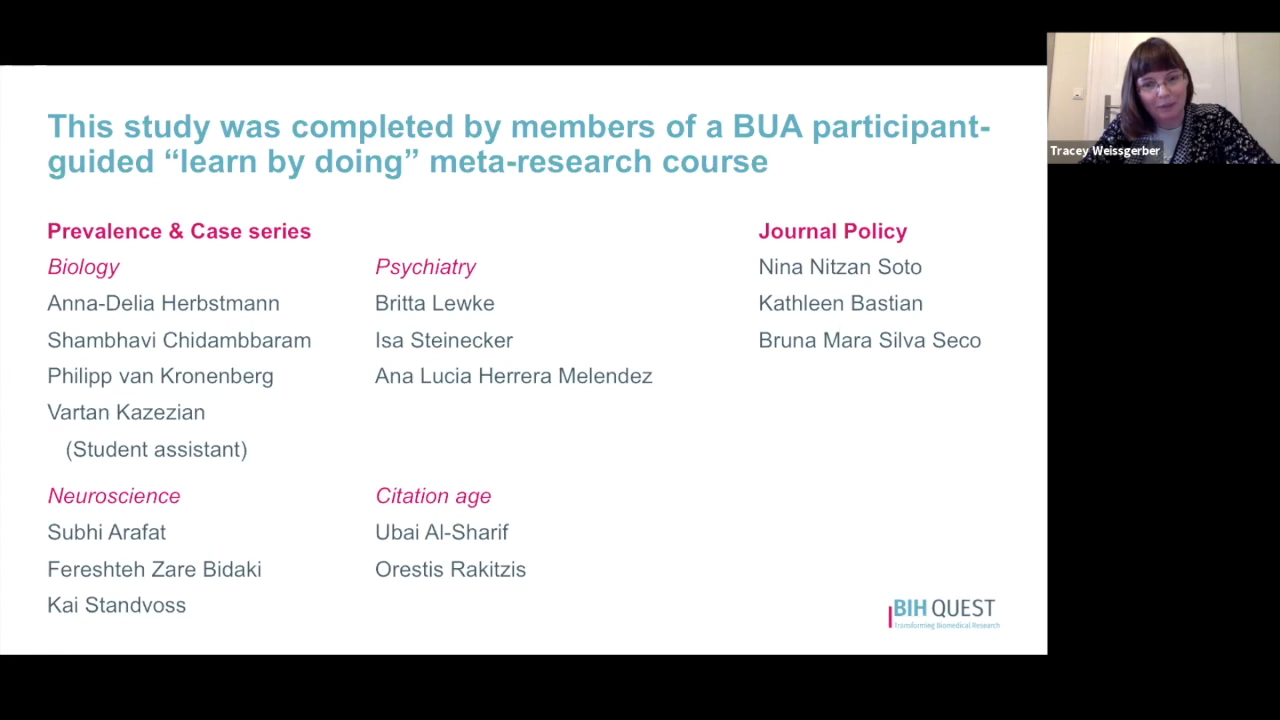 This study was completed by members of a BUA participant-
guided “learn by doing” meta-research course
Prevalence & Case series
Biology
Anna-Delia Herbstmann
Shambhavi Chidambbaram
Philipp van Kronenberg
Vartan Kazezian
(Student assistant)
Psychiatry
Britta Lewke
Isa Steinecker
Ana Lucia Herrera Melendez
Neuroscience
Subhi Arafat
Fereshteh Zare Bidaki
Kai Standvoss
Citation age
Ubai Al-Sharif
Orestis Rakitzis
Journal Policy
Nina Nitzan Soto
Kathleen Bastian
Bruna Mara Silva Seco
BIH QUEST
Transforming Biomedical Research
Tracey Weissgerber